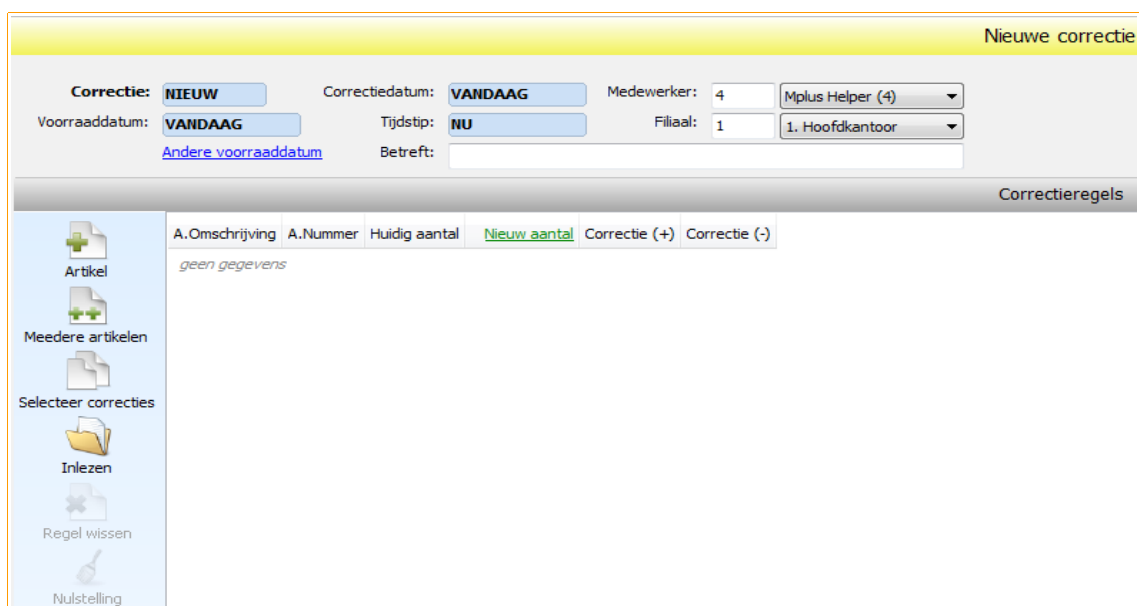 Nieuwe correctie
Correctie: NIEUW Correctiedatum: VANDAAG Medewerker: 4 Mplus Helper (4)
Voorraaddatum: VANDAAG Tijdstip: NU Filiaal: 1 1. Hoofdkantoor
Andere voorraaddatum Betreft:
Correctieregels
A.Omschrijving A.Nummer Huidig aantal Nieuw aantal Correctie (+) Correctie (-)
geen gegevens
Artikel
Meedere artikelen
Selecteer correcties
Inlezen
Regel wissen
Nulstelling